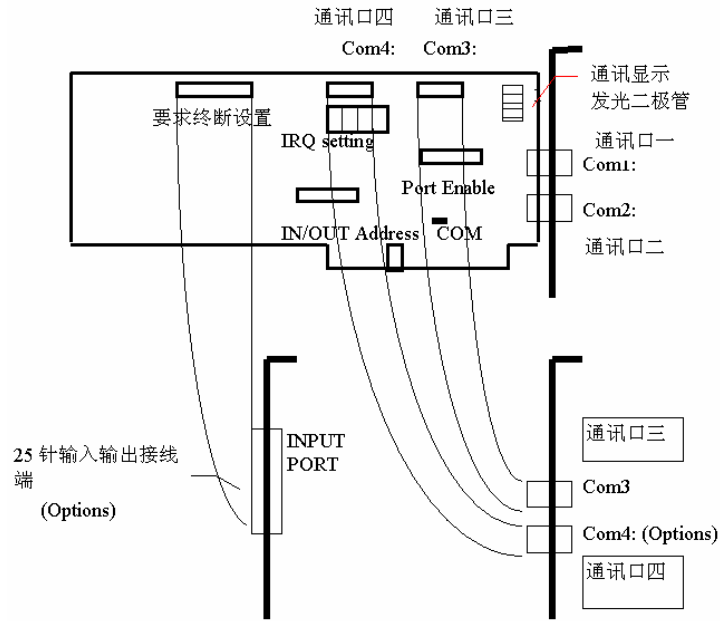 通讯口四 通讯口三
Com4: Com3:
通讯显示
发光二极管
要求终断设置
IRQ setting
通讯口一
Com1:
Port Enable
Com2:
IN/OUT Address COM
通讯口二
INPUT
PORT
25 针输入输出接线
端
(Options)
通讯口三
Com3
Com4: (Options)
通讯口四